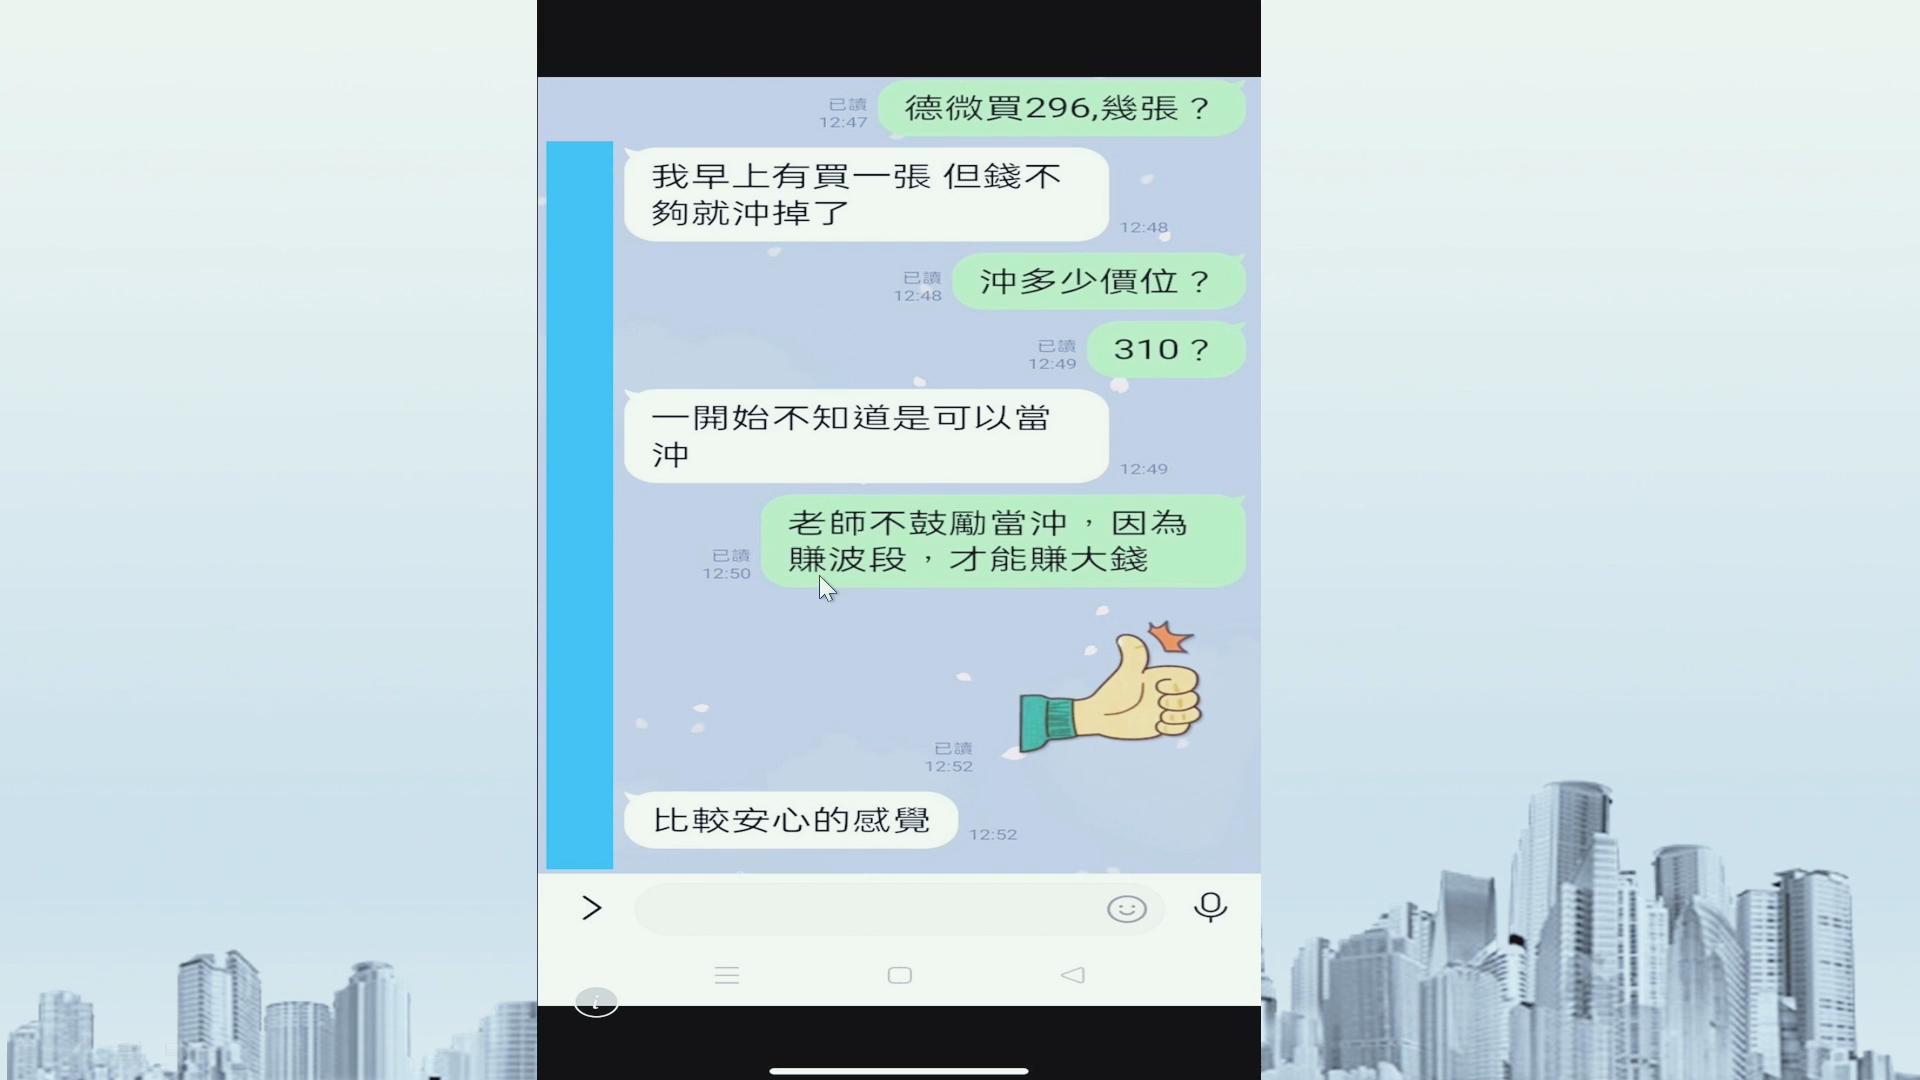 已讀
12:47
德微買296,幾張？
我早上有買一張 但錢不
夠就沖掉了
12:48
已讀
12:48
沖多少價位？
已讀
12:49
310？
一開始不知道是可以當
沖
12:49
老師不鼓勵當沖，因為
賺波段，才能賺大錢
已讀
12:50
已讀
12:52
比較安心的感覺
12:52
i